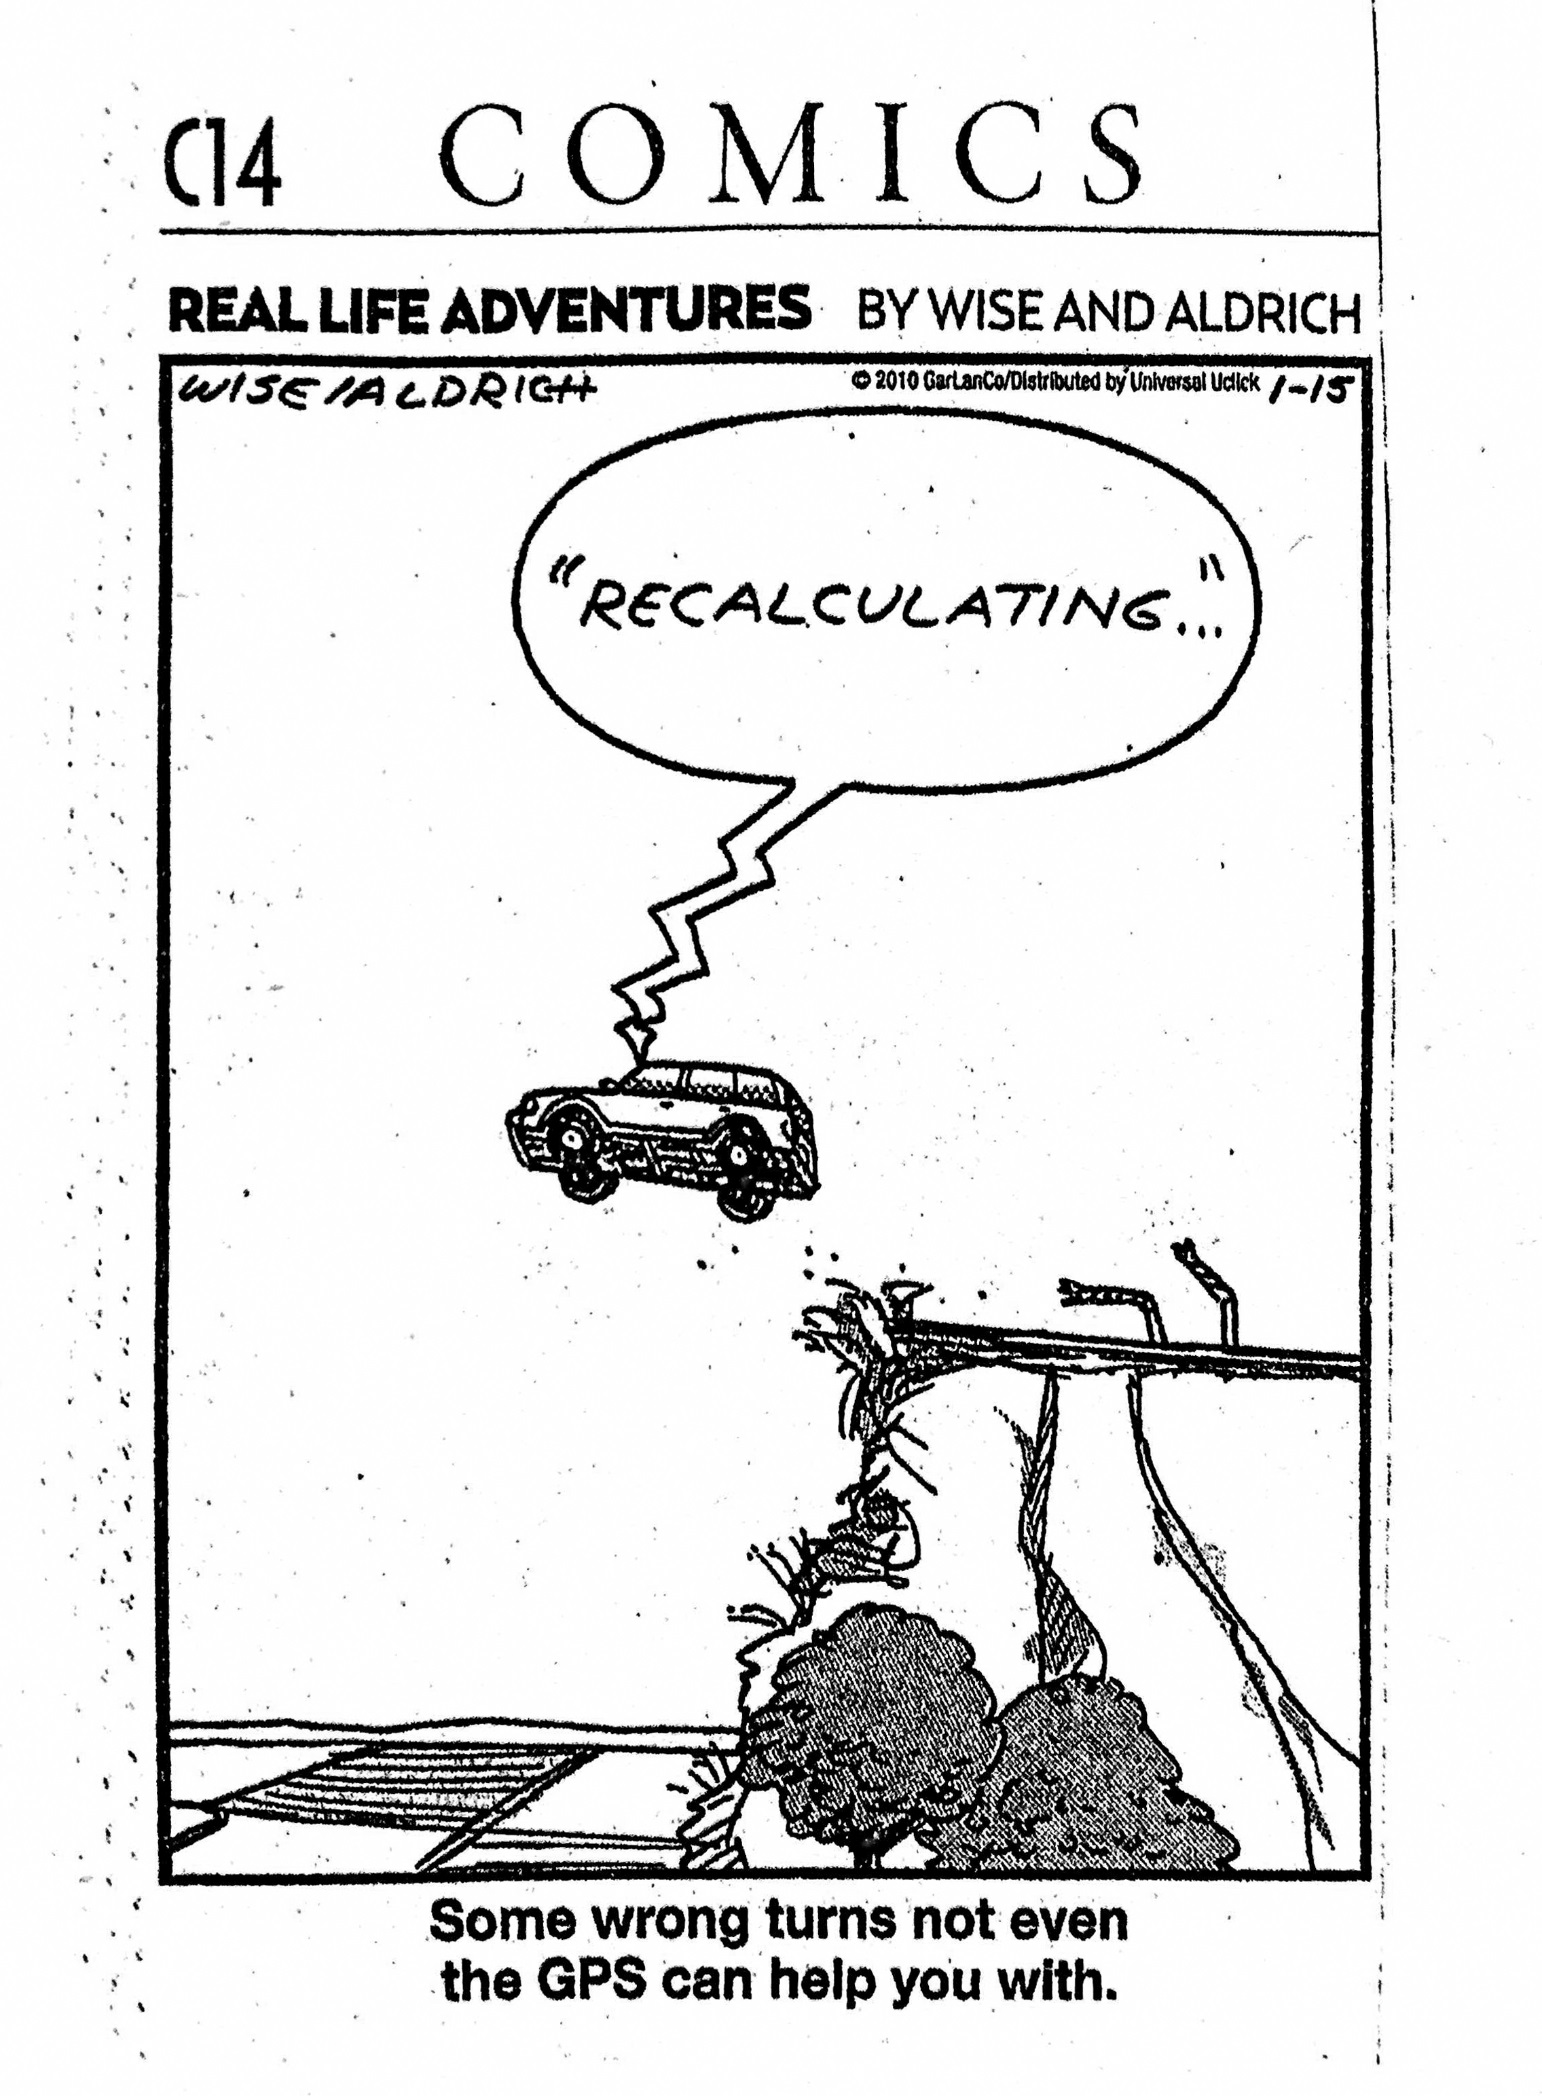 C14 COMICS
REAL LIFE ADVENTURES BY WISE AND ALDRICH
WISE/ALDRICH © 2010 GarLanCo/Distributed by Universal Uclick 1-15
"RECALCULATING..."
Some wrong turns not even
the GPS can help you with.